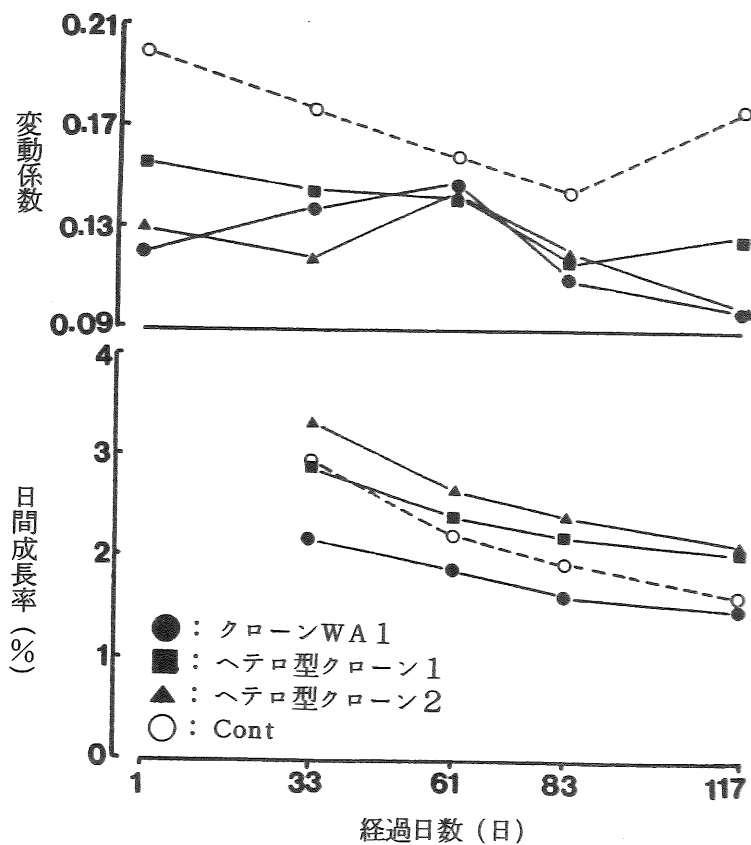 0.21
0.17
0.13
0.09
変動係数
4
3
2
1
0
日間成長率(%)
●：クローンWA1
■：ヘテロ型クローン1
▲：ヘテロ型クローン2
○：Cont
1 33 61 83 117
経過日数(日)